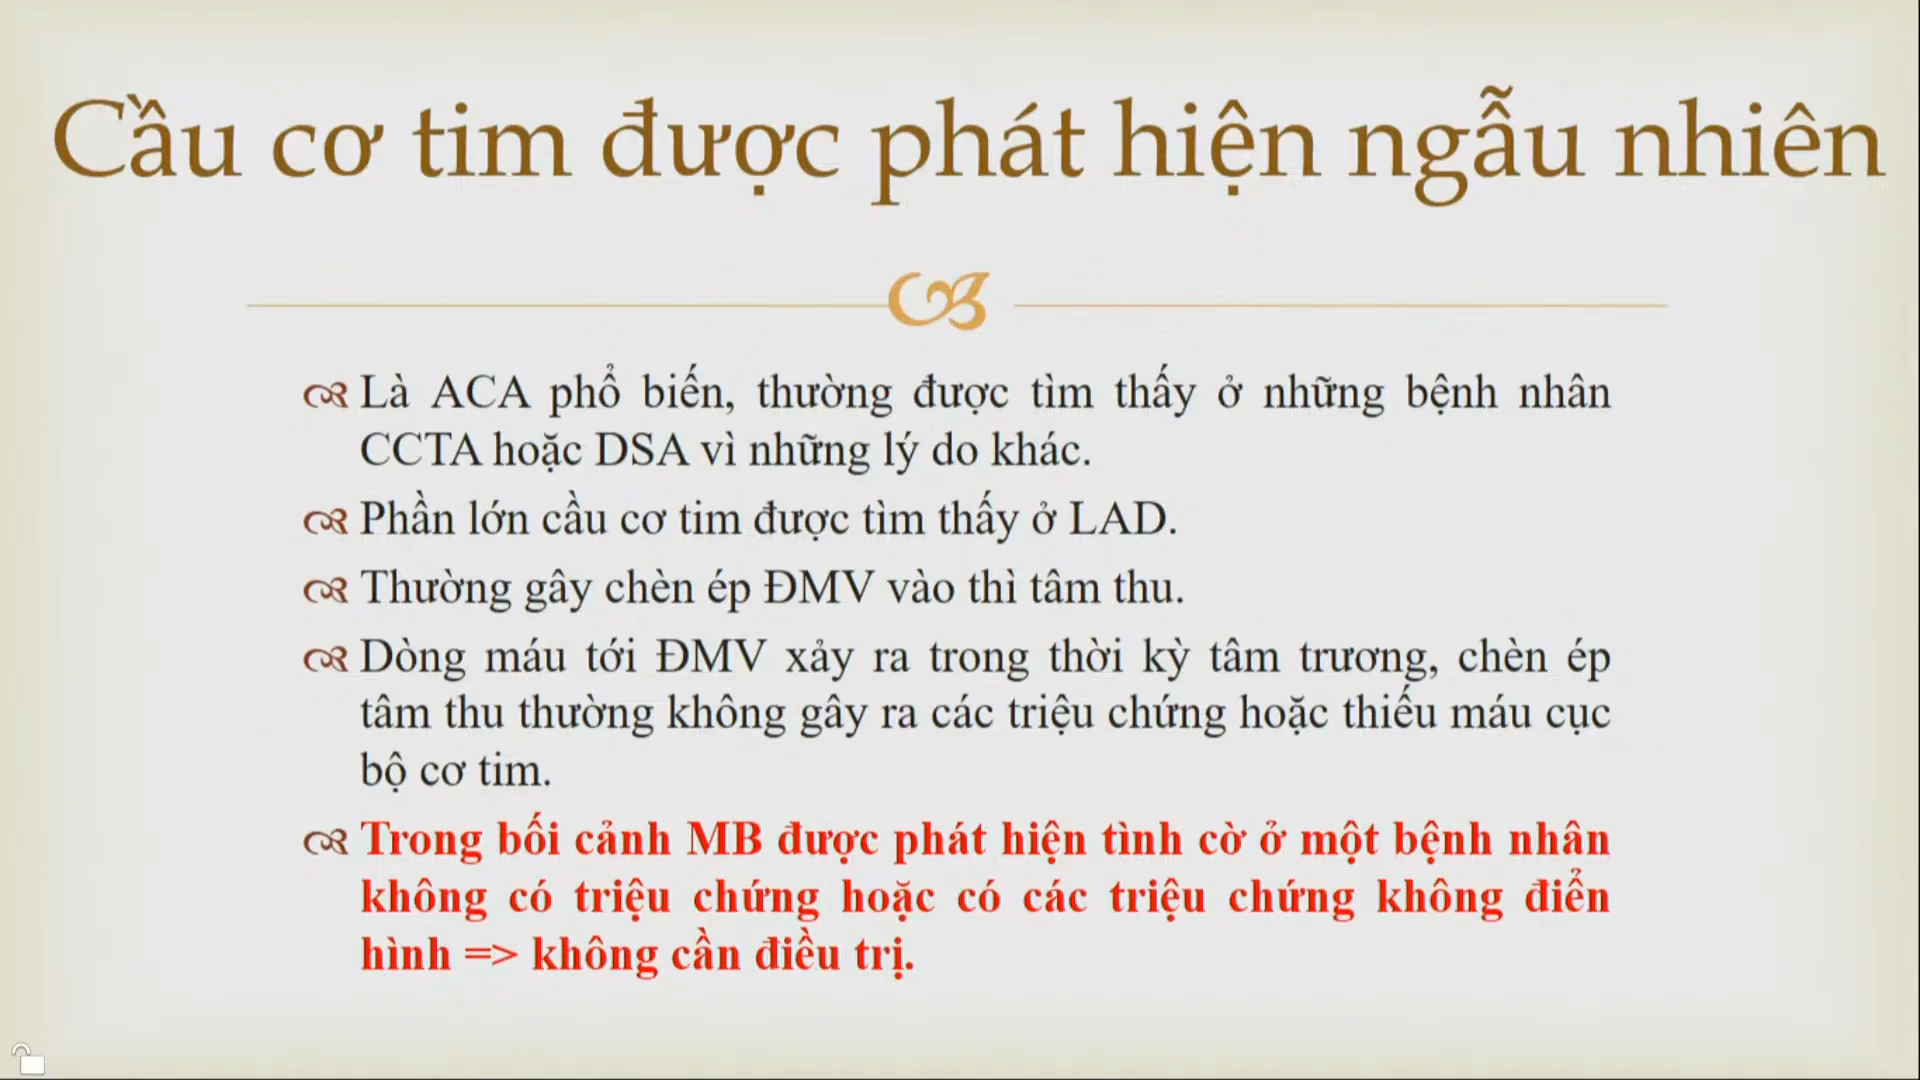 Cầu cơ tim được phát hiện ngẫu nhiên
Là ACA phổ biến, thường được tìm thấy ở những bệnh nhân
CCTA hoặc DSA vì những lý do khác.
Phần lớn cầu cơ tim được tìm thấy ở LAD.
Thường gây chèn ép ĐMV vào thì tâm thu.
Dòng máu tới ĐMV xảy ra trong thời kỳ tâm trương, chèn ép
tâm thu thường không gây ra các triệu chứng hoặc thiếu máu cục
bộ cơ tim.
Trong bối cảnh MB được phát hiện tình cờ ở một bệnh nhân
không có triệu chứng hoặc có các triệu chứng không điển
hình => không cần điều trị.